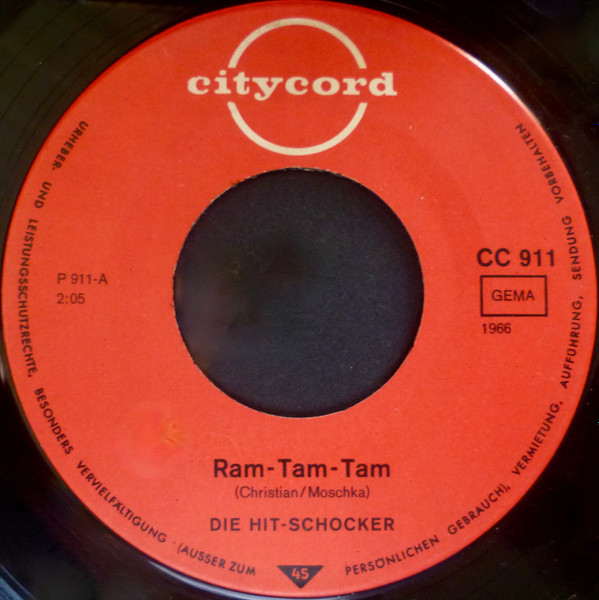 citycord
URHEBER- UND LEISTUNGSSCHUTZRECHTE, BESONDERS VERVIELFÄLTIGUNG · (AUSSER ZUM PERSÖNLICHEN GEBRAUCH), VERMIETUNG, AUFFÜHRUNG, SENDUNG VORBEHALTEN
P 911-A
2:05
CC 911
GEMA
1966
Ram-Tam-Tam
(Christian/Moschka)
DIE HIT-SCHOCKER
45